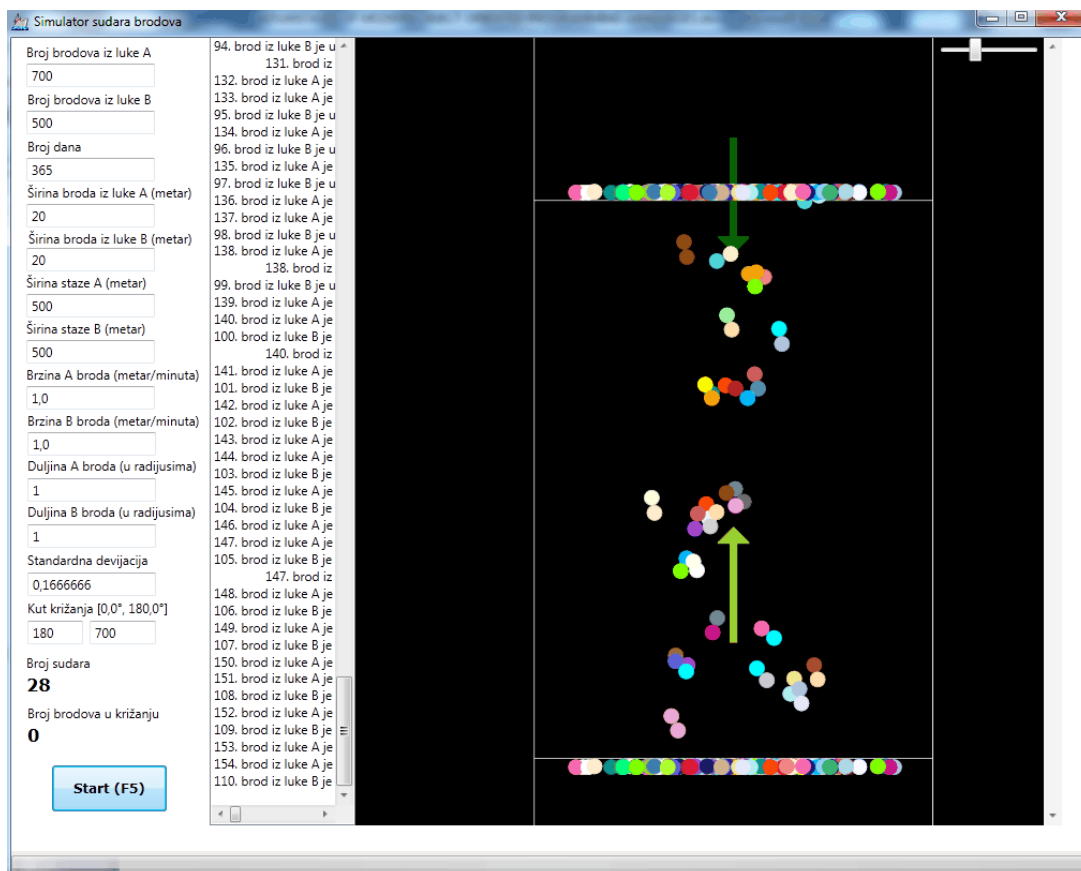 Simulator sudara brodova
Broj brodova iz luke A
700
Broj brodova iz luke B
500
Broj dana
365
Širina broda iz luke A (metar)
20
Širina broda iz luke B (metar)
20
Širina staze A (metar)
500
Širina staze B (metar)
500
Brzina A broda (metar/minuta)
1,0
Brzina B broda (metar/minuta)
1,0
Duljina A broda (u radijusima)
1
Duljina B broda (u radijusima)
1
Standardna devijacija
0,1666666
Kut križanja [0,0°, 180,0°]
180 700
Broj sudara
28
Broj brodova u križanju
0
Start (F5)
94. brod iz luke B je u
131. brod iz
132. brod iz luke A je
133. brod iz luke A je
95. brod iz luke B je u
134. brod iz luke A je
96. brod iz luke B je u
135. brod iz luke A je
97. brod iz luke B je u
136. brod iz luke A je
137. brod iz luke A je
98. brod iz luke B je u
138. brod iz luke A je
138. brod iz
99. brod iz luke B je u
139. brod iz luke A je
140. brod iz luke A je
100. brod iz luke B je
140. brod iz
141. brod iz luke A je
101. brod iz luke B je
142. brod iz luke A je
102. brod iz luke B je
143. brod iz luke A je
144. brod iz luke A je
103. brod iz luke B je
145. brod iz luke A je
104. brod iz luke B je
146. brod iz luke A je
147. brod iz luke A je
105. brod iz luke B je
147. brod iz
148. brod iz luke A je
106. brod iz luke B je
149. brod iz luke A je
107. brod iz luke B je
150. brod iz luke A je
151. brod iz luke A je
108. brod iz luke B je
152. brod iz luke A je
109. brod iz luke B je
153. brod iz luke A je
154. brod iz luke A je
110. brod iz luke B je